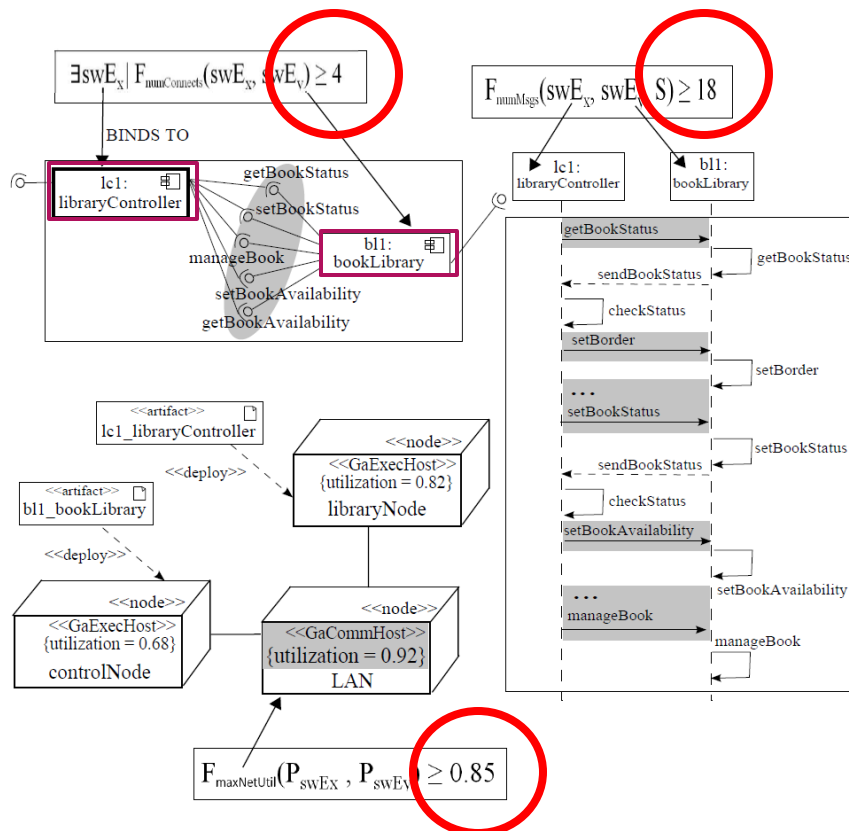 ∃swEx| FnumConnects(swEx, swEy) ≥ 4
FnumMsgs(swEx, swEy S) ≥ 18
BINDS TO
lc1:
libraryController
getBookStatus
setBookStatus
manageBook
setBookAvailability
getBookAvailability
bl1:
bookLibrary
lc1:
libraryController
bl1:
bookLibrary
getBookStatus
getBookStatus
sendBookStatus
checkStatus
setBorder
setBorder
...
setBookStatus
setBookStatus
sendBookStatus
checkStatus
setBookAvailability
setBookAvailability
...
manageBook
manageBook
<<artifact>>
lc1_libraryController
<<deploy>>
<<node>>
<<GaExecHost>>
{utilization = 0.82}
libraryNode
<<artifact>>
bl1_bookLibrary
<<deploy>>
<<node>>
<<GaExecHost>>
{utilization = 0.68}
controlNode
<<node>>
<<GaCommHost>>
{utilization = 0.92}
LAN
FmaxNetUtil(PswEx , PswEy) ≥ 0.85